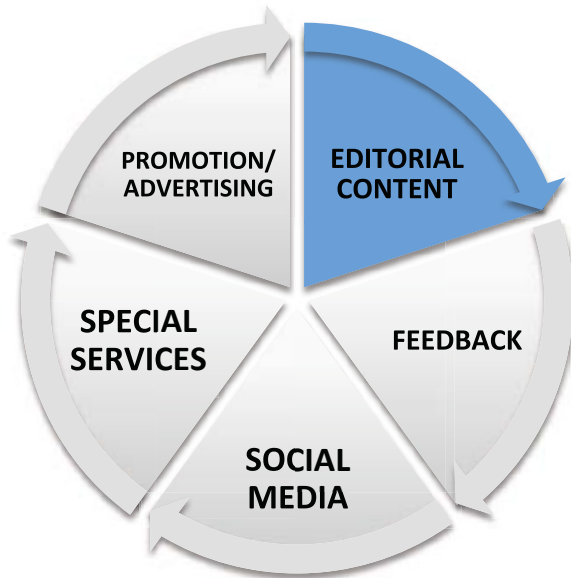 PROMOTION/
ADVERTISING
EDITORIAL
CONTENT
SPECIAL
SERVICES
FEEDBACK
SOCIAL
MEDIA